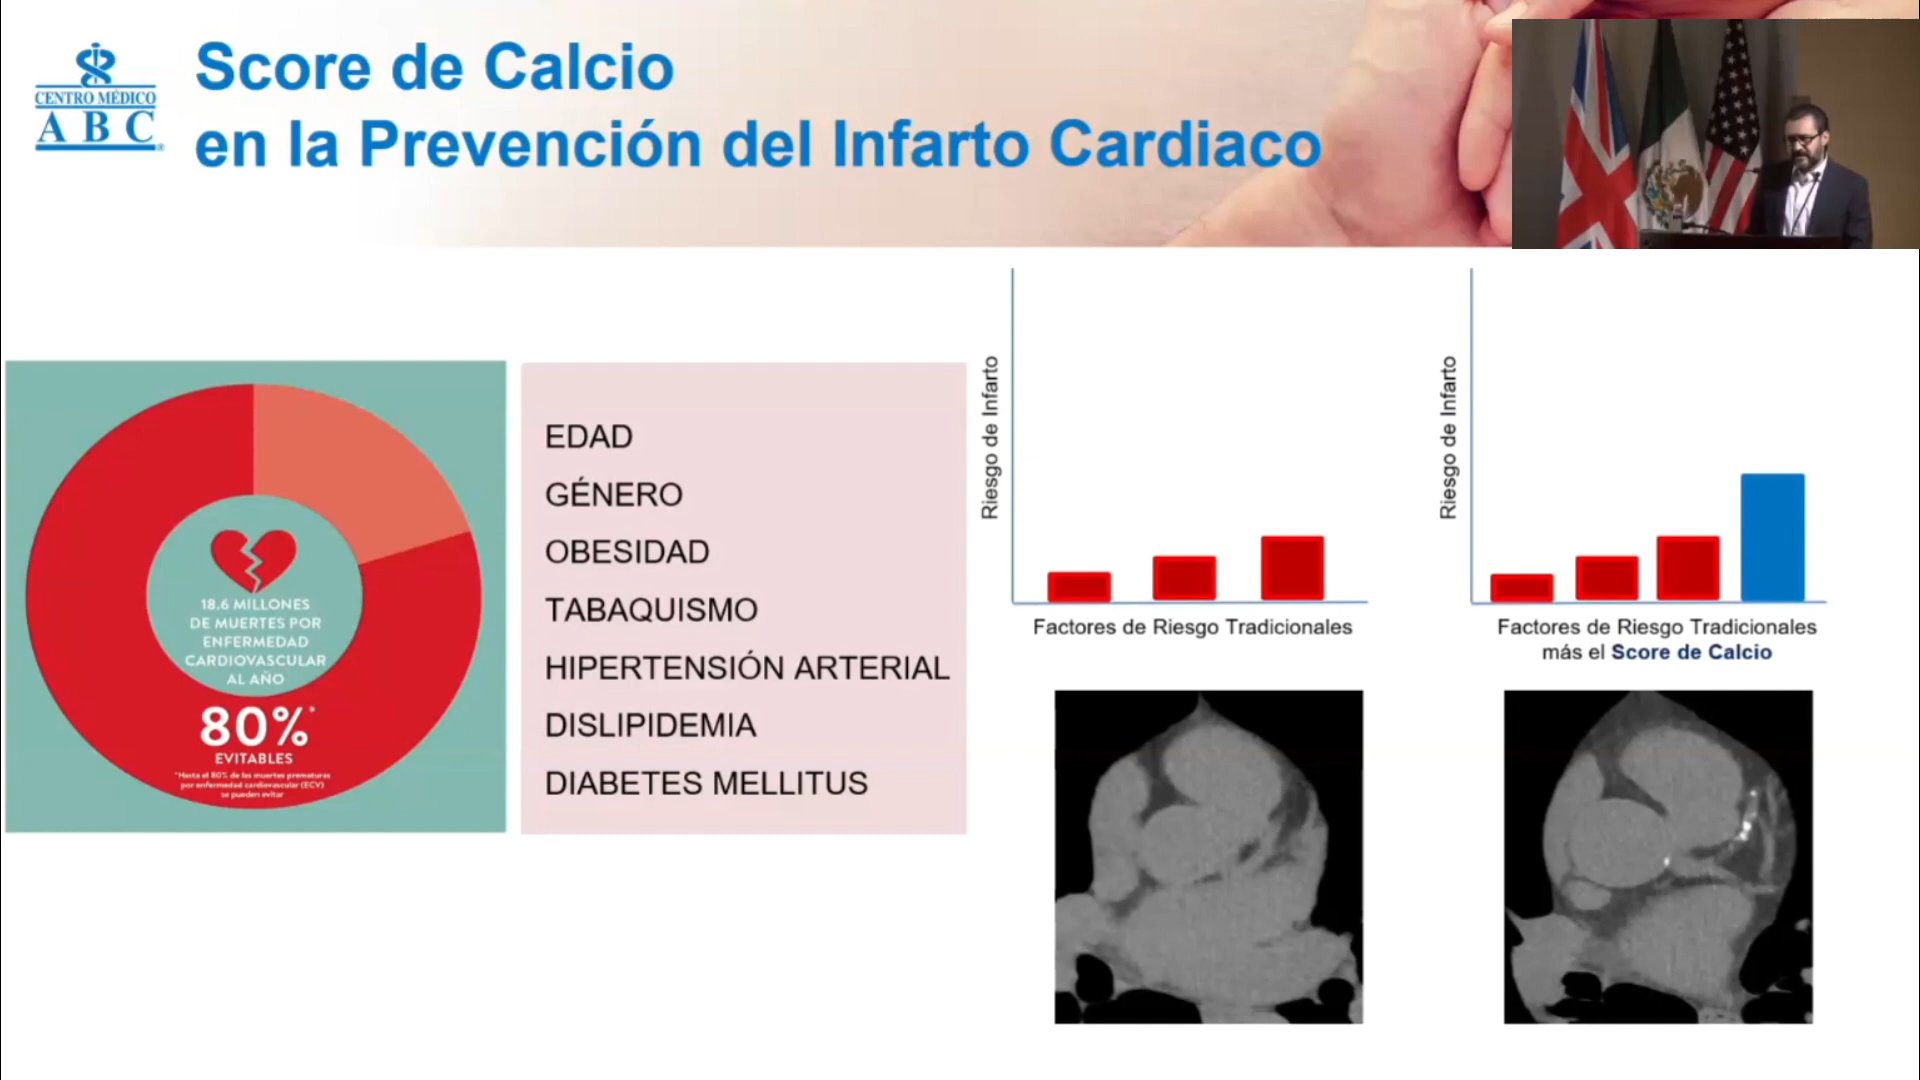 CENTRO MÉDICO
A B C
Score de Calcio
en la Prevención del Infarto Cardiaco
18.6 MILLONES
DE MUERTES POR
ENFERMEDAD
CARDIOVASCULAR
AL AÑO
80%*
EVITABLES
*Hasta el 80% de las muertes prematuras
por enfermedad cardiovascular (ECV)
se pueden evitar
EDAD
GÉNERO
OBESIDAD
TABAQUISMO
HIPERTENSIÓN ARTERIAL
DISLIPIDEMIA
DIABETES MELLITUS
Riesgo de Infarto
Factores de Riesgo Tradicionales
Riesgo de Infarto
Factores de Riesgo Tradicionales
más el Score de Calcio